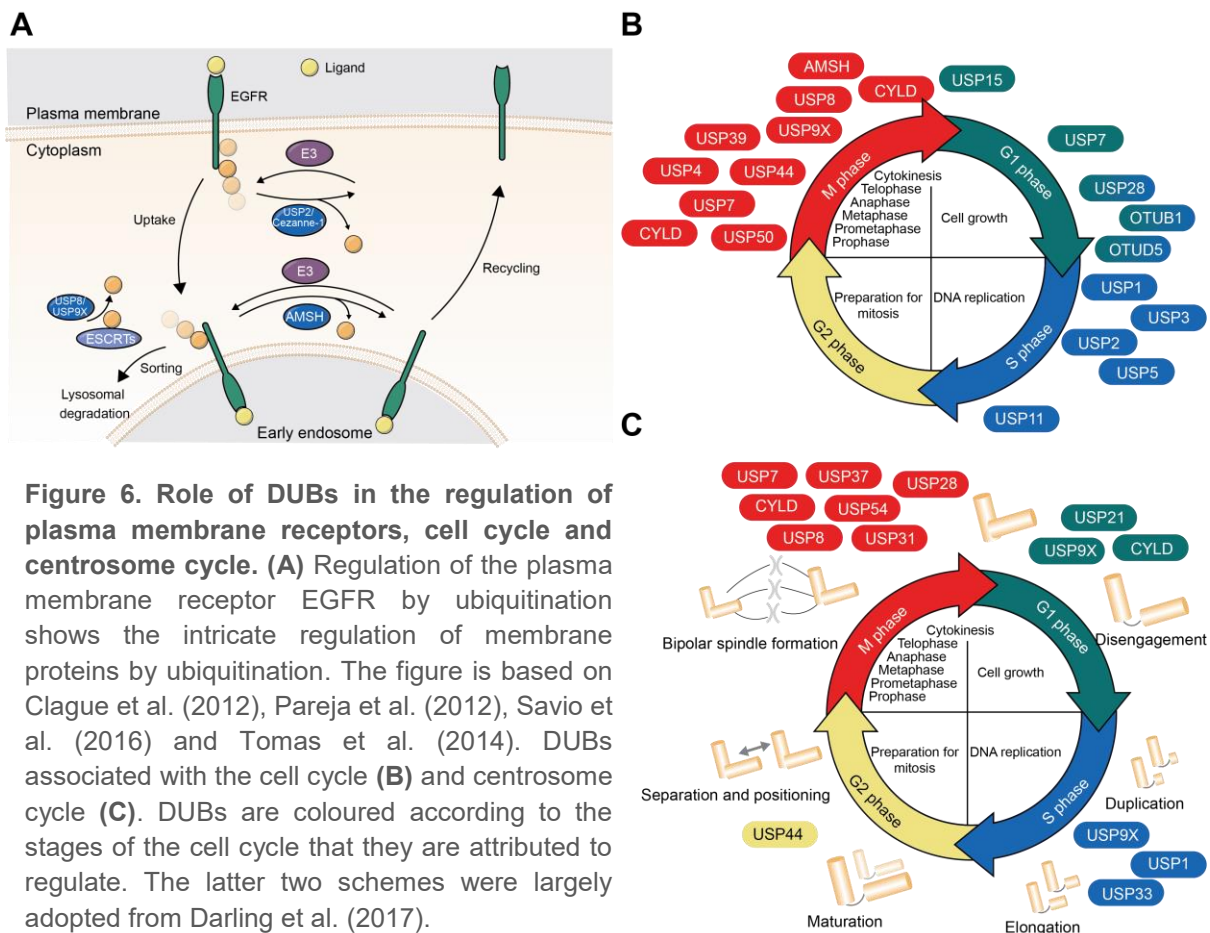 A
Ligand
EGFR
Plasma membrane
Cytoplasm
E3
USP2/
Cezanne-1
Uptake
E3
Recycling
USP8/
USP9X
AMSH
ESCRTs
Sorting
Lysosomal
degradation
Early endosome
B
AMSH
USP15
CYLD
USP8
USP39
USP9X
USP7
USP4
USP44
USP28
USP7
OTUB1
CYLD
USP50
OTUD5
USP1
USP3
USP2
USP5
USP11
M phase
G1 phase
S phase
G2 phase
Cytokinesis
Telophase
Anaphase
Metaphase
Prometaphase
Prophase
Cell growth
Preparation for
mitosis
DNA replication
C
USP7
USP37
USP28
CYLD
USP54
USP21
USP8
USP31
USP9X
CYLD
Bipolar spindle formation
Disengagement
M phase
G1 phase
S phase
G2 phase
Cytokinesis
Telophase
Anaphase
Metaphase
Prometaphase
Prophase
Cell growth
Preparation for
mitosis
DNA replication
Separation and positioning
Duplication
USP44
USP9X
USP1
USP33
Maturation
Elongation
Figure 6. Role of DUBs in the regulation of
plasma membrane receptors, cell cycle and
centrosome cycle. (A) Regulation of the plasma
membrane receptor EGFR by ubiquitination
shows the intricate regulation of membrane
proteins by ubiquitination. The figure is based on
Clague et al. (2012), Pareja et al. (2012), Savio et
al. (2016) and Tomas et al. (2014). DUBs
associated with the cell cycle (B) and centrosome
cycle (C). DUBs are coloured according to the
stages of the cell cycle that they are attributed to
regulate. The latter two schemes were largely
adopted from Darling et al. (2017).